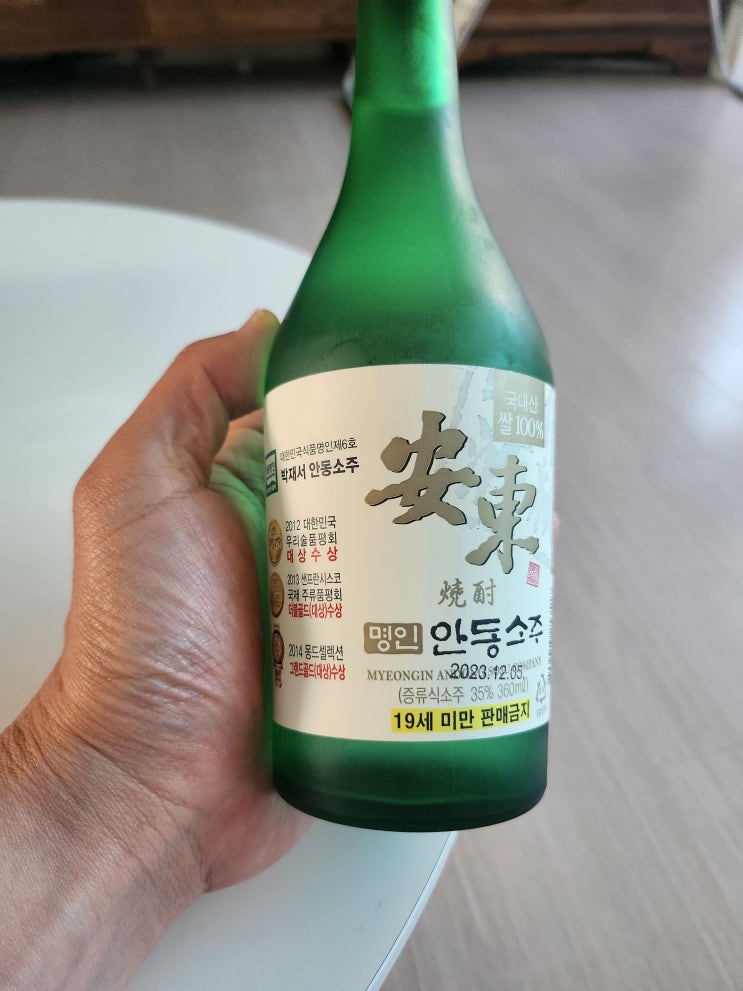 국내산
쌀 100%
대한민국식품명인제6호
박재서 안동소주
安東
2012 대한민국
우리술품평회
대상수상
2013 샌프란시스코
국제 주류품평회
더블골드(대상)수상
燒酎
명인 안동소주
2014 몽드셀렉션
그랜드골드(대상)수상
MYEONGIN ANDONG COMPANY
2023.12.05.
(증류식소주 35% 360ml)
19세 미만 판매금지